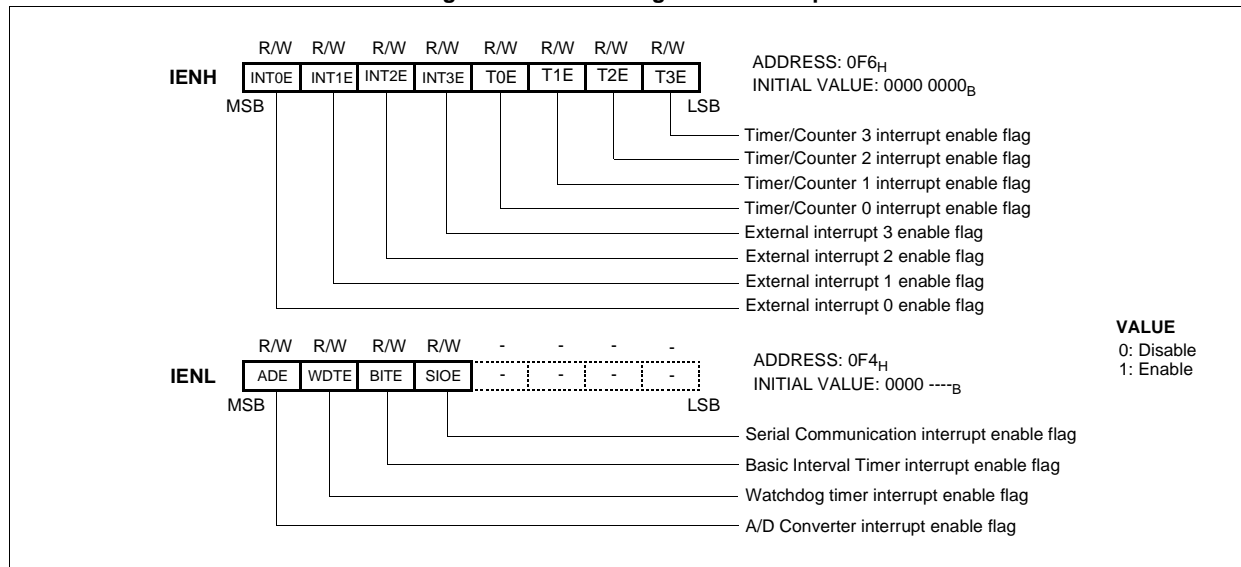 R/W R/W R/W R/W R/W R/W R/W R/W
IENH INT0E INT1E INT2E INT3E T0E T1E T2E T3E
MSB LSB
ADDRESS: 0F6H
INITIAL VALUE: 0000 0000B
Timer/Counter 3 interrupt enable flag
Timer/Counter 2 interrupt enable flag
Timer/Counter 1 interrupt enable flag
Timer/Counter 0 interrupt enable flag
External interrupt 3 enable flag
External interrupt 2 enable flag
External interrupt 1 enable flag
External interrupt 0 enable flag
VALUE
0: Disable
1: Enable
R/W R/W R/W R/W - - - -
IENL ADE WDTE BITE SIOE - - - -
MSB LSB
ADDRESS: 0F4H
INITIAL VALUE: 0000 ----B
Serial Communication interrupt enable flag
Basic Interval Timer interrupt enable flag
Watchdog timer interrupt enable flag
A/D Converter interrupt enable flag